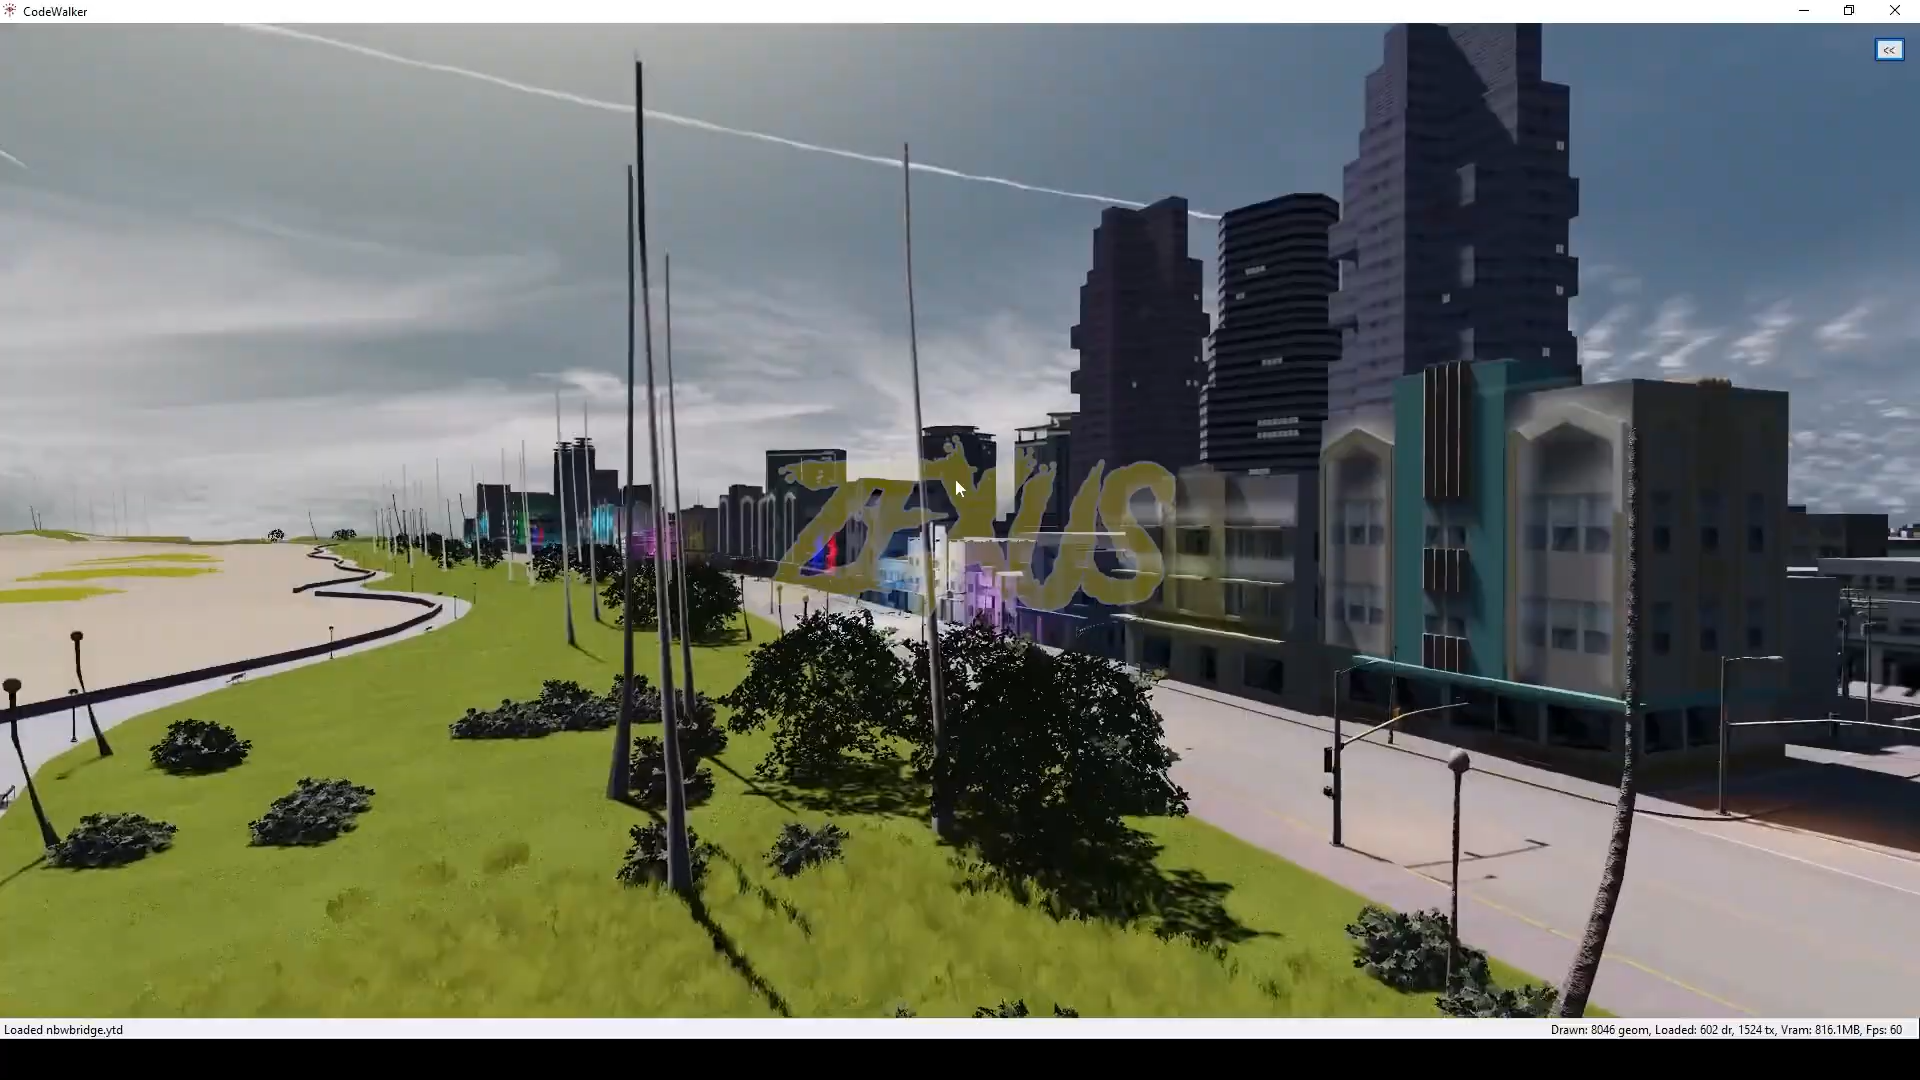 CodeWalker
<<
ZEXUS
Loaded nbwbridge.ytd
Drawn: 8046 geom, Loaded: 602 dr, 1524 tx, Vram: 816.1MB, Fps: 60